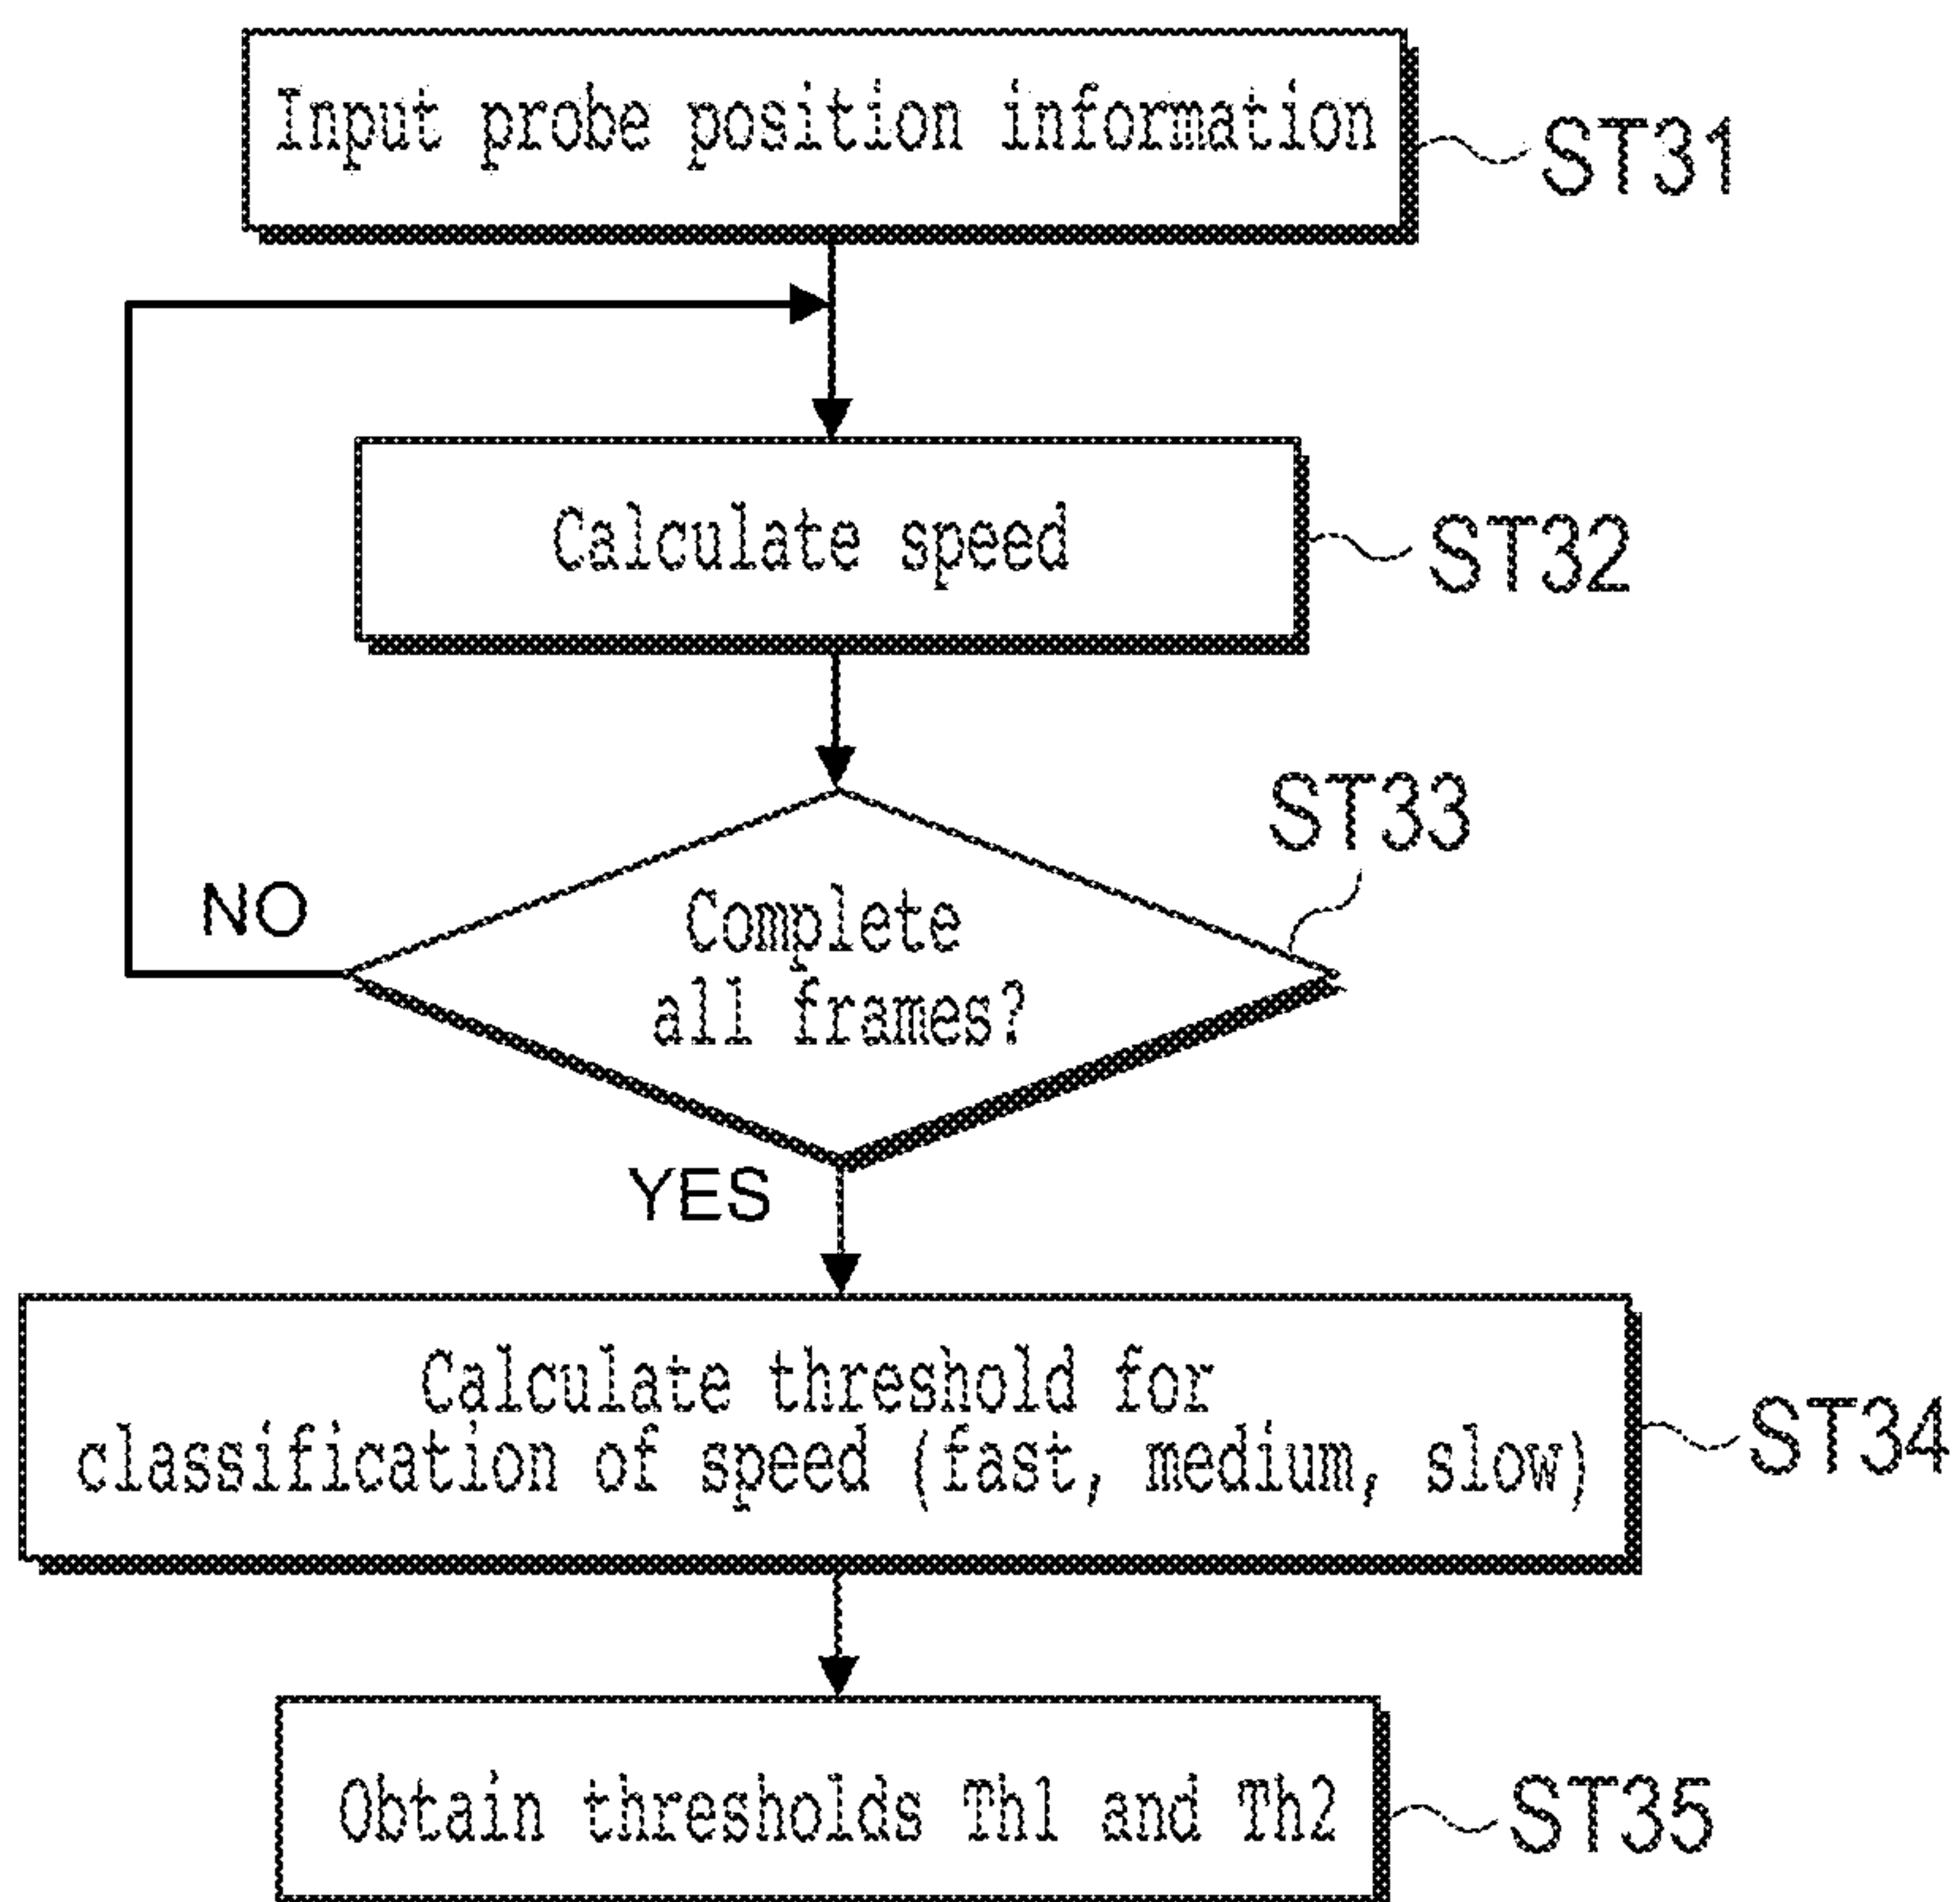 Input probe position information
ST31
Calculate speed
ST32
ST33
Complete
all frames?
NO
YES
Calculate threshold for
classification of speed (fast, medium, slow)
ST34
Obtain thresholds Th1 and Th2
ST35